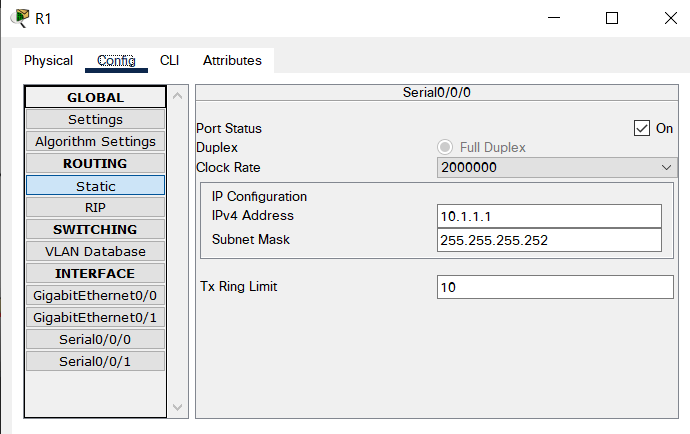 R1
Physical Config CLI Attributes
GLOBAL
Settings
Algorithm Settings
ROUTING
Static
RIP
SWITCHING
VLAN Database
INTERFACE
GigabitEthernet0/0
GigabitEthernet0/1
Serial0/0/0
Serial0/0/1
Serial0/0/0
Port Status On
Duplex Full Duplex
Clock Rate 2000000
IP Configuration
IPv4 Address 10.1.1.1
Subnet Mask 255.255.255.252
Tx Ring Limit 10